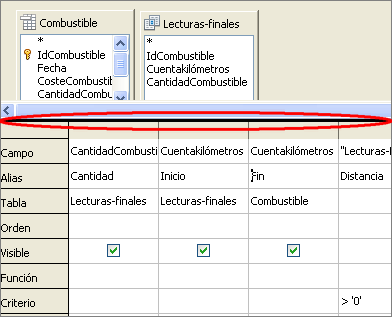 Combustible
*
IdCombustible
Fecha
CosteCombustible
CantidadCombu
Lecturas-finales
*
IdCombustible
Cuentakilómetros
CantidadCombustible
Campo CantidadCombusti Cuentakilómetros Cuentakilómetros "Lecturas-
Alias Cantidad Inicio Fin Distancia
Tabla Lecturas-finales Lecturas-finales Combustible
Orden
Visible
Función
Criterio > '0'